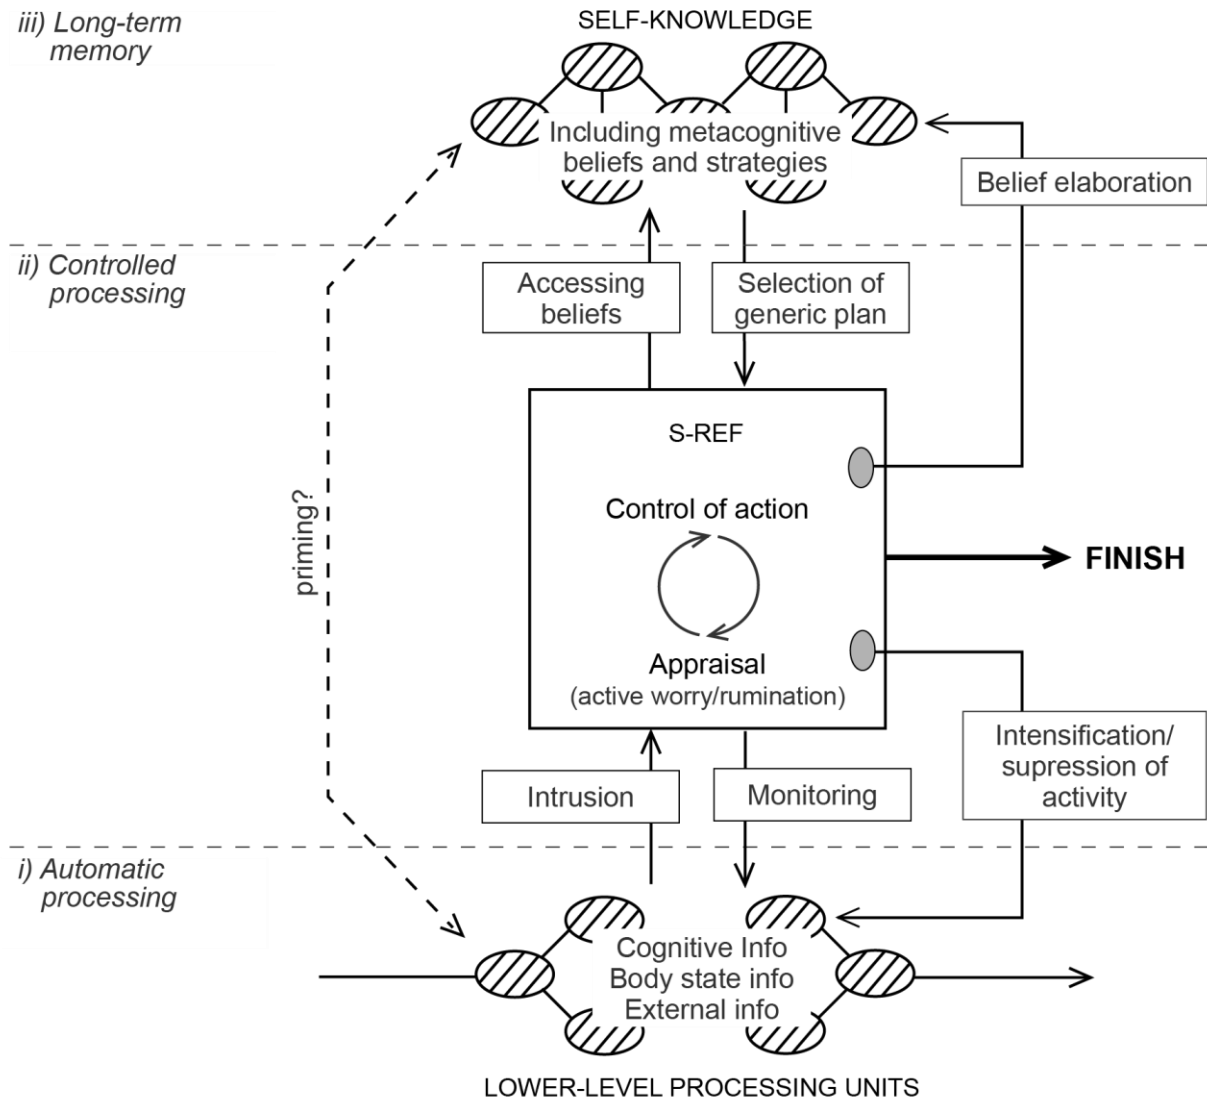 iii) Long-term
memory
SELF-KNOWLEDGE
Including metacognitive
beliefs and strategies
Belief elaboration
ii) Controlled
processing
Accessing
beliefs
Selection of
generic plan
S-REF
Control of action
priming?
FINISH
Appraisal
(active worry/rumination)
Intensification/
supression of
activity
Intrusion
Monitoring
i) Automatic
processing
Cognitive Info
Body state info
External info
LOWER-LEVEL PROCESSING UNITS